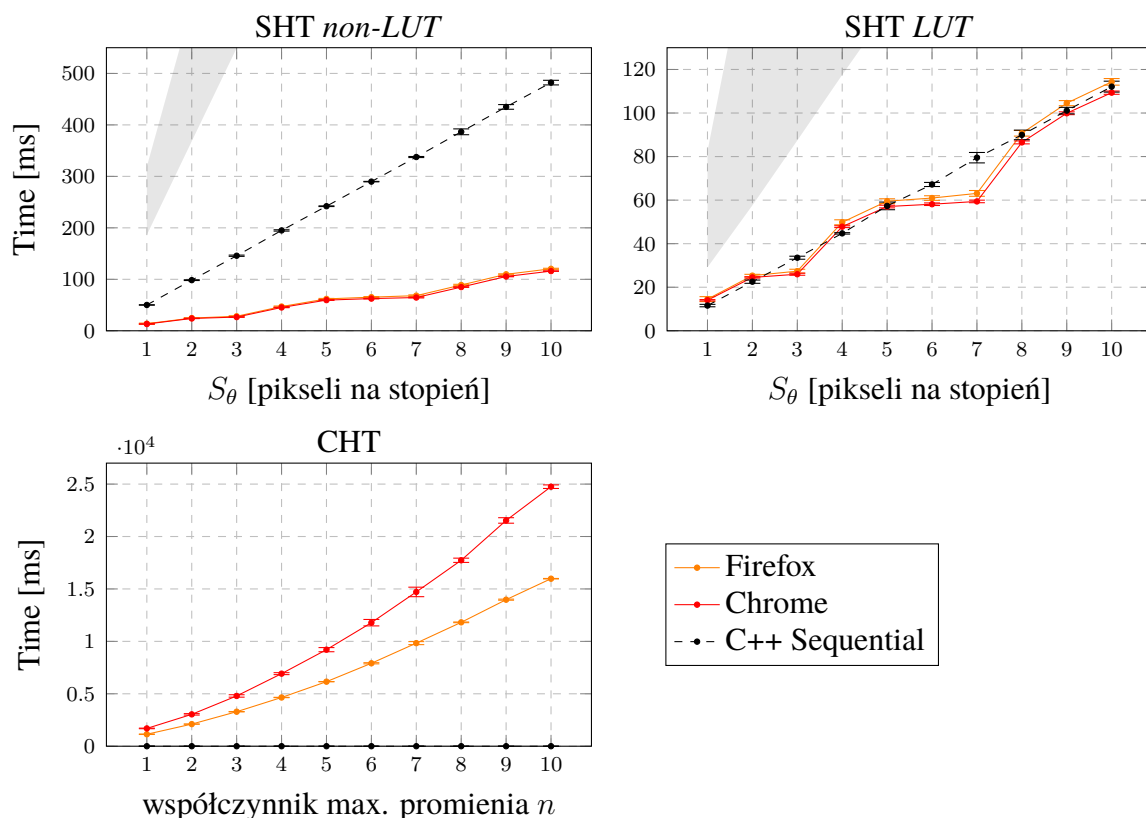 SHT non-LUT
500
400
300
200
100
0
Time [ms]
1 2 3 4 5 6 7 8 9 10
S_θ [pikseli na stopień]
SHT LUT
120
100
80
60
40
20
0
1 2 3 4 5 6 7 8 9 10
S_θ [pikseli na stopień]
CHT
·10^4
2.5
2
1.5
1
0.5
0
Time [ms]
1 2 3 4 5 6 7 8 9 10
współczynnik max. promienia n
Firefox
Chrome
C++ Sequential